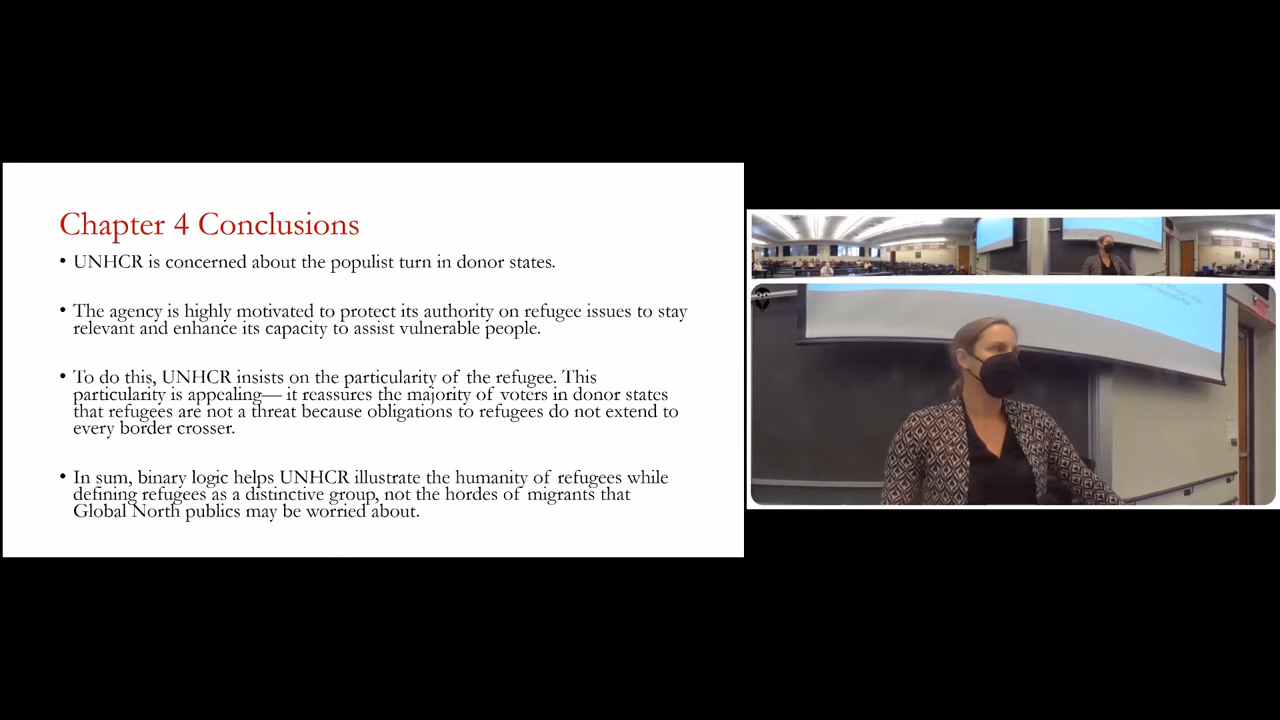 Chapter 4 Conclusions
• UNHCR is concerned about the populist turn in donor states.
• The agency is highly motivated to protect its authority on refugee issues to stay
relevant and enhance its capacity to assist vulnerable people.
• To do this, UNHCR insists on the particularity of the refugee. This
particularity is appealing— it reassures the majority of voters in donor states
that refugees are not a threat because obligations to refugees do not extend to
every border crosser.
• In sum, binary logic helps UNHCR illustrate the humanity of refugees while
defining refugees as a distinctive group, not the hordes of migrants that
Global North publics may be worried about.